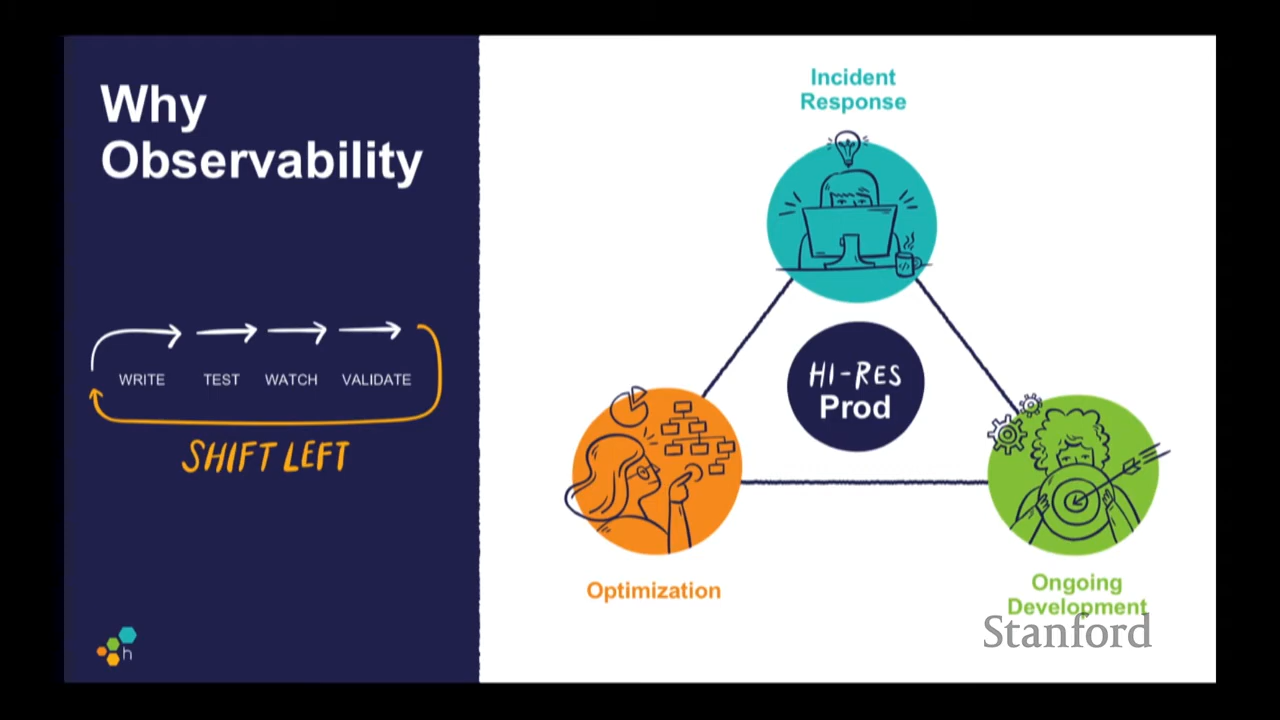 Why
Observability
WRITE TEST WATCH VALIDATE
SHIFT LEFT
h
Incident
Response
HI-RES
Prod
Optimization
Ongoing
Development
Stanford